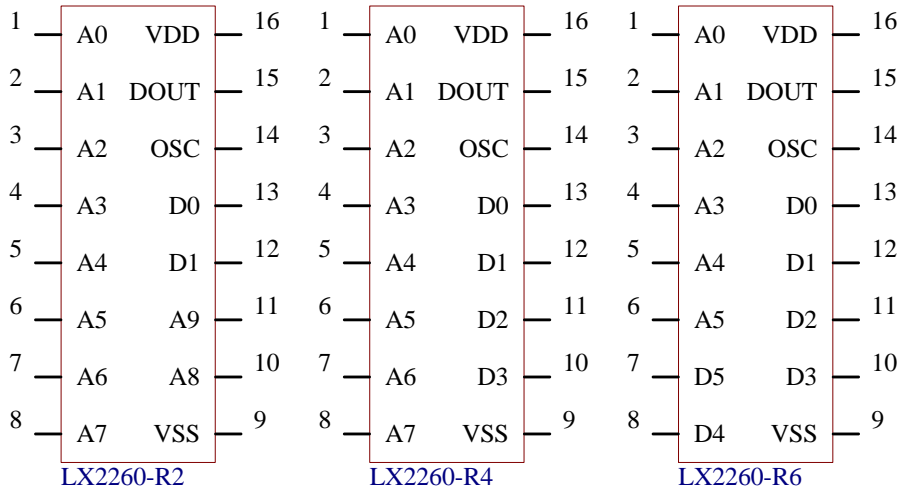 1 A0 VDD 16 1 A0 VDD 16 1 A0 VDD 16
2 A1 DOUT 15 2 A1 DOUT 15 2 A1 DOUT 15
3 A2 OSC 14 3 A2 OSC 14 3 A2 OSC 14
4 A3 D0 13 4 A3 D0 13 4 A3 D0 13
5 A4 D1 12 5 A4 D1 12 5 A4 D1 12
6 A5 A9 11 6 A5 D2 11 6 A5 D2 11
7 A6 A8 10 7 A6 D3 10 7 D5 D3 10
8 A7 VSS 9 8 A7 VSS 9 8 D4 VSS 9
LX2260-R2 LX2260-R4 LX2260-R6